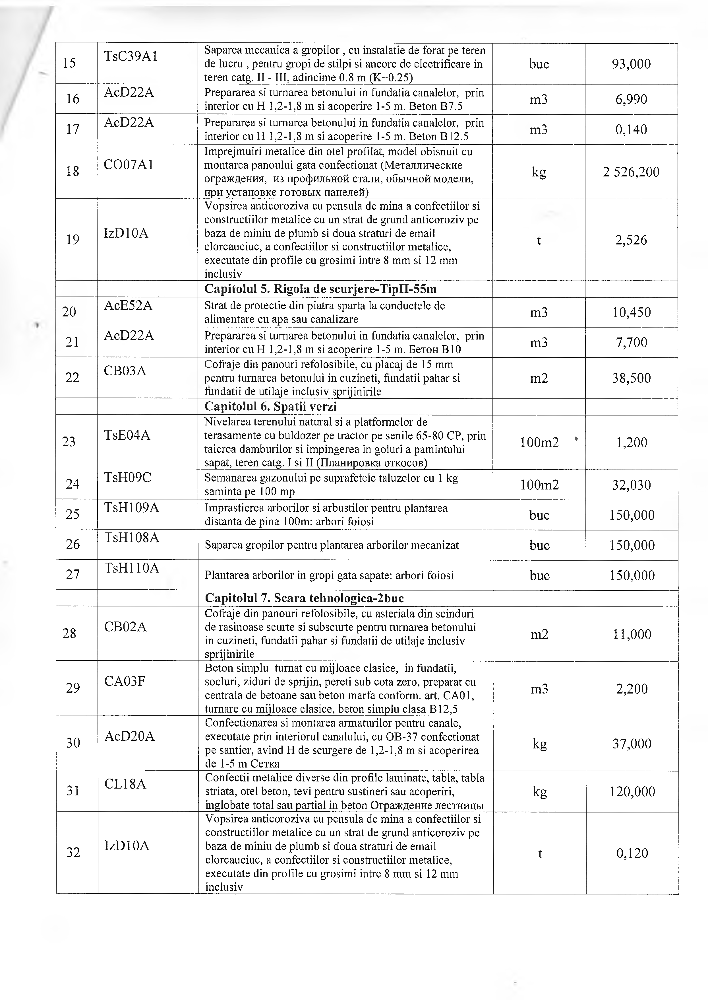 15
TsC39A1
Saparea mecanica a gropilor , cu instalatie de forat pe teren
de lucru , pentru gropi de stilpi si ancore de electrificare in
teren catg. II - III, adincime 0.8 m (K=0.25)
buc
93,000
16
AcD22A
Prepararea si turnarea betonului in fundatia canalelor, prin
interior cu H 1,2-1,8 m si acoperire 1-5 m. Beton B7.5
m3
6,990
17
AcD22A
Prepararea si turnarea betonului in fundatia canalelor, prin
interior cu H 1,2-1,8 m si acoperire 1-5 m. Beton B12.5
m3
0,140
18
CO07A1
Imprejmuiri metalice din otel profilat, model obisnuit cu
montarea panoului gata confectionat (Металлические
ограждения, из профильной стали, обычной модели,
при установке готовых панелей)
kg
2 526,200
19
IzD10A
Vopsirea anticoroziva cu pensula de mina a confectiilor si
constructiilor metalice cu un strat de grund anticoroziv pe
baza de miniu de plumb si doua straturi de email
clorcauciuc, a confectiilor si constructiilor metalice,
executate din profile cu grosimi intre 8 mm si 12 mm
inclusiv
t
2,526
Capitolul 5. Rigola de scurjere-TipII-55m
20
AcE52A
Strat de protectie din piatra sparta la conductele de
alimentare cu apa sau canalizare
m3
10,450
21
AcD22A
Prepararea si turnarea betonului in fundatia canalelor, prin
interior cu H 1,2-1,8 m si acoperire 1-5 m. Бетон B10
m3
7,700
22
CB03A
Cofraje din panouri refolosibile, cu placaj de 15 mm
pentru turnarea betonului in cuzineti, fundatii pahar si
fundatii de utilaje inclusiv sprijinirile
m2
38,500
Capitolul 6. Spatii verzi
23
TsE04A
Nivelarea terenului natural si a platformelor de
terasamente cu buldozer pe tractor pe senile 65-80 CP, prin
taierea damburilor si impingerea in goluri a pamintului
sapat, teren catg. I si II (Планировка откосов)
100m2
1,200
24
TsH09C
Semanarea gazonului pe suprafetele taluzelor cu 1 kg
saminta pe 100 mp
100m2
32,030
25
TsH109A
Imprastierea arborilor si arbustilor pentru plantarea
distanta de pina 100m: arbori foiosi
buc
150,000
26
TsH108A
Saparea gropilor pentru plantarea arborilor mecanizat
buc
150,000
27
TsH110A
Plantarea arborilor in gropi gata sapate: arbori foiosi
buc
150,000
Capitolul 7. Scara tehnologica-2buc
28
CB02A
Cofraje din panouri refolosibile, cu asteriala din scinduri
de rasinoase scurte si subscurte pentru turnarea betonului
in cuzineti, fundatii pahar si fundatii de utilaje inclusiv
sprijinirile
m2
11,000
29
CA03F
Beton simplu turnat cu mijloace clasice, in fundatii,
socluri, ziduri de sprijin, pereti sub cota zero, preparat cu
centrala de betoane sau beton marfa conform. art. CA01,
turnare cu mijloace clasice, beton simplu clasa B12,5
m3
2,200
30
AcD20A
Confectionarea si montarea armaturilor pentru canale,
executate prin interiorul canalului, cu OB-37 confectionat
pe santier, avind H de scurgere de 1,2-1,8 m si acoperirea
de 1-5 m Сетка
kg
37,000
31
CL18A
Confectii metalice diverse din profile laminate, tabla, tabla
striata, otel beton, tevi pentru sustineri sau acoperiri,
inglobate total sau partial in beton Ограждение лестницы
kg
120,000
32
IzD10A
Vopsirea anticoroziva cu pensula de mina a confectiilor si
constructiilor metalice cu un strat de grund anticoroziv pe
baza de miniu de plumb si doua straturi de email
clorcauciuc, a confectiilor si constructiilor metalice,
executate din profile cu grosimi intre 8 mm si 12 mm
inclusiv
t
0,120